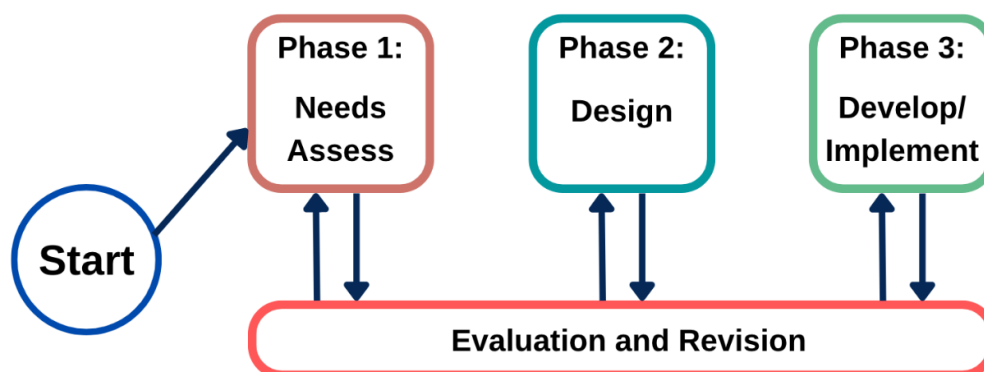 Phase 1:
Needs
Assess
Phase 2:
Design
Phase 3:
Develop/
Implement
Start
Evaluation and Revision